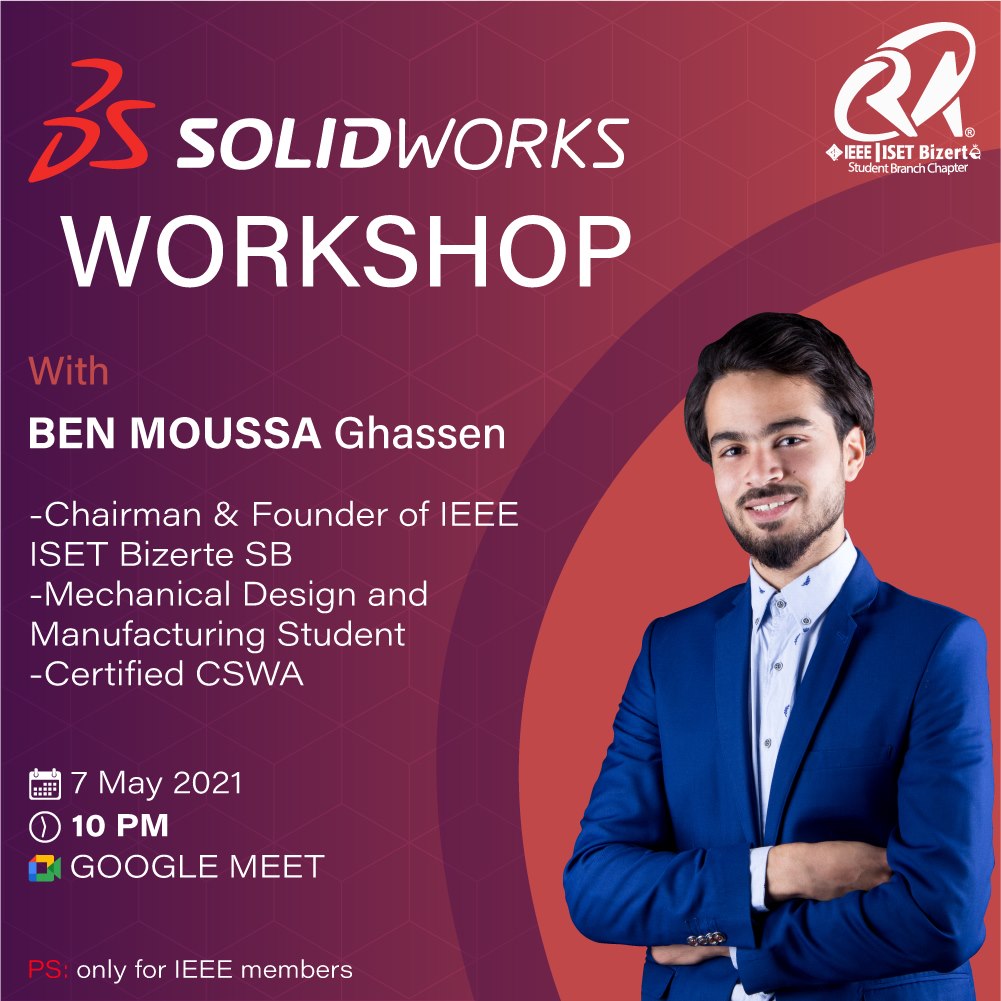 SOLIDWORKS
RA®
IEEE | ISET Bizerte
Student Branch Chapter
WORKSHOP
With
BEN MOUSSA Ghassen
-Chairman & Founder of IEEE
ISET Bizerte SB
-Mechanical Design and
Manufacturing Student
-Certified CSWA
7 May 2021
10 PM
GOOGLE MEET
PS: only for IEEE members